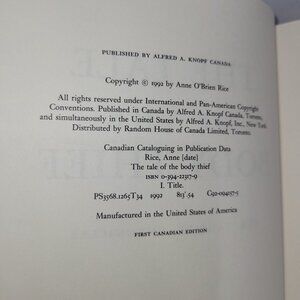 PUBLISHED BY ALFRED A. KNOPF CANADA
Copyright © 1992 by Anne O'Brien Rice
All rights reserved under International and Pan-American Copyright
Conventions. Published in Canada by Alfred A. Knopf Canada, Toronto,
and simultaneously in the United States by Alfred A. Knopf, Inc., New York.
Distributed by Random House of Canada Limited, Toronto.
Canadian Cataloguing in Publication Data
Rice, Anne [date]
The tale of the body thief
ISBN 0-394-22317-9
I. Title.
PS3568.I265T34 1992 813'.54 C92-094157-5
Manufactured in the United States of America
FIRST CANADIAN EDITION